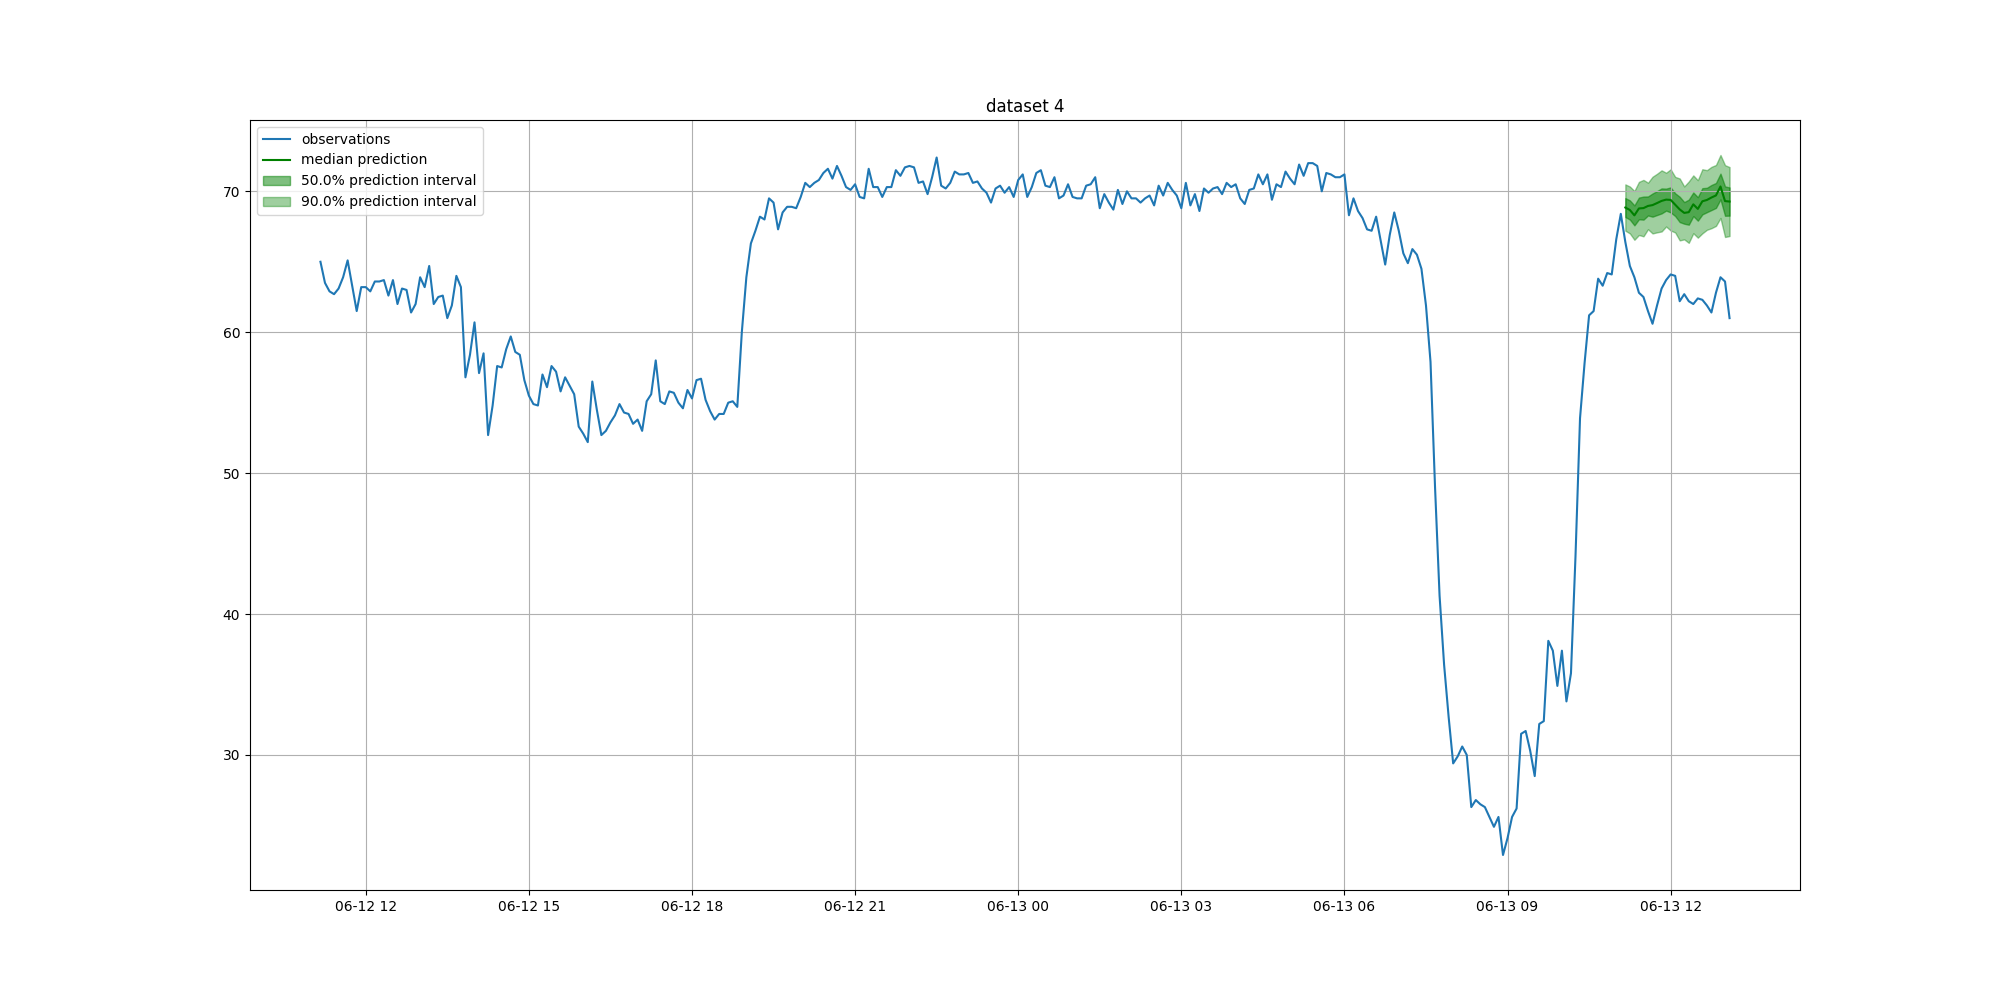 dataset 4
observations
median prediction
50.0% prediction interval
90.0% prediction interval
70
60
50
40
30
06-12 12
06-12 15
06-12 18
06-12 21
06-13 00
06-13 03
06-13 06
06-13 09
06-13 12